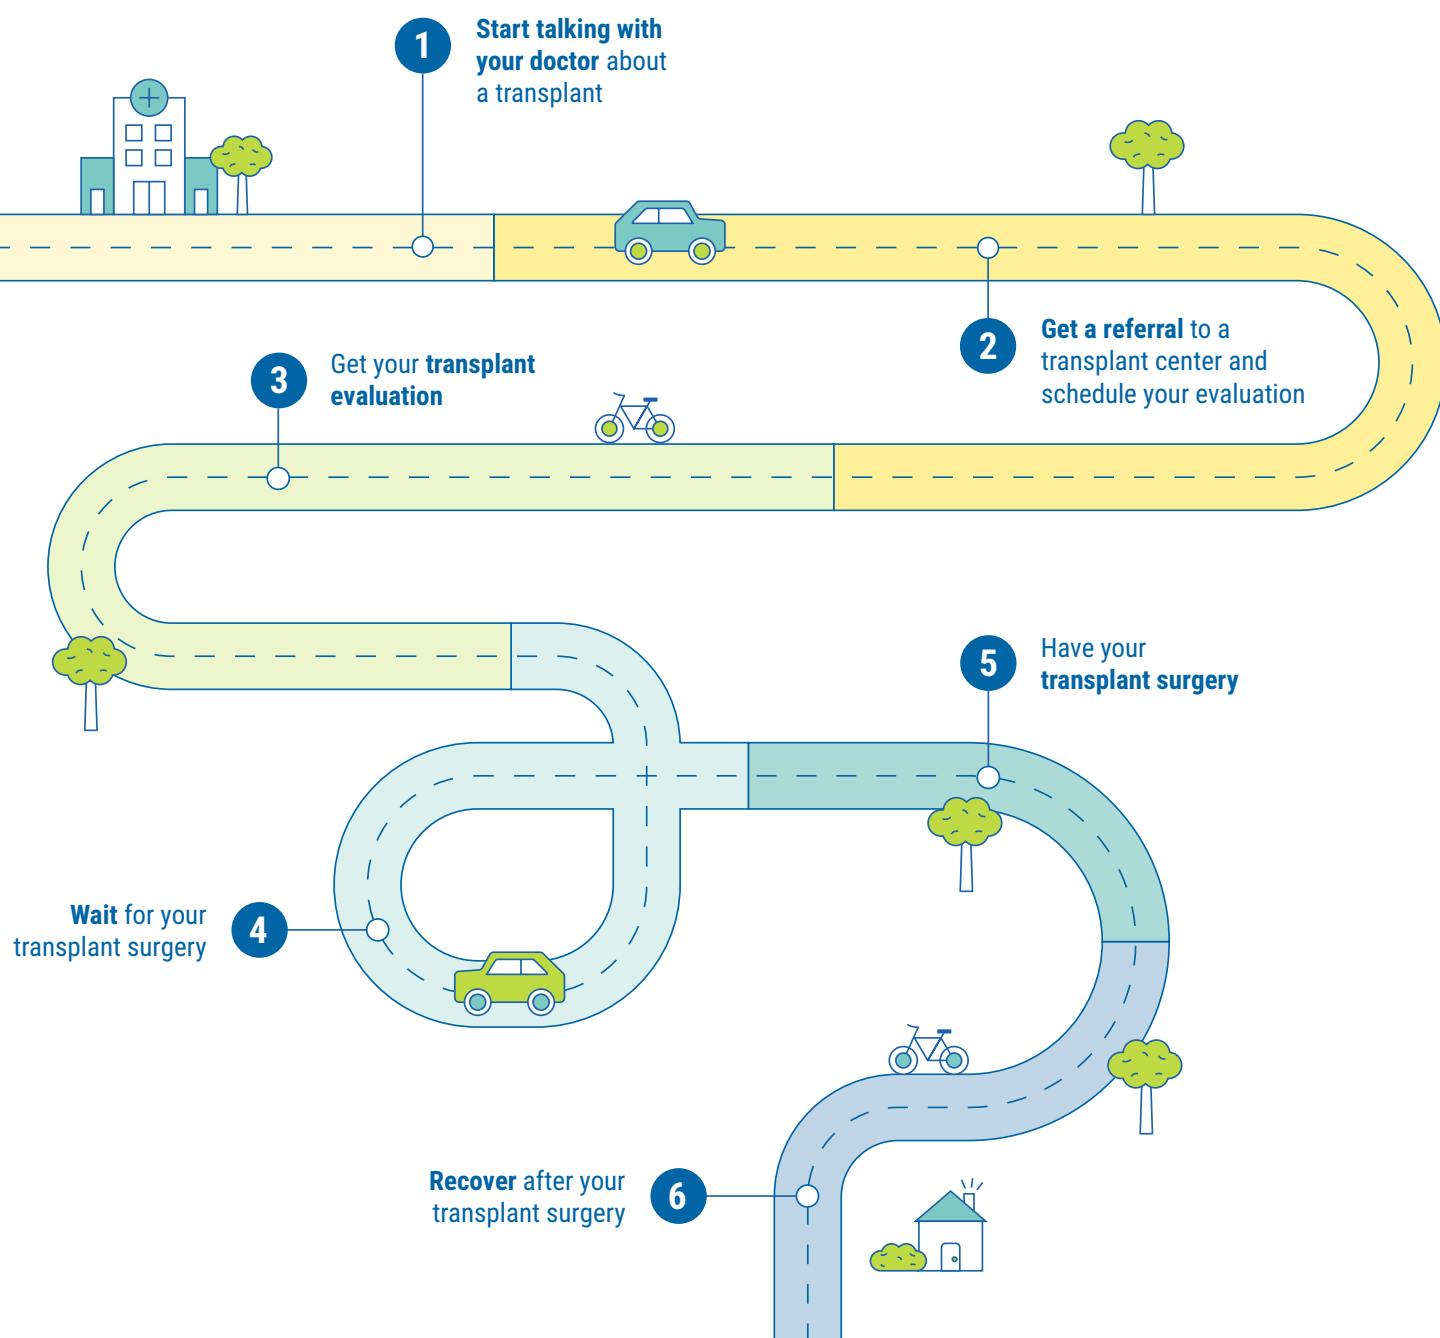 1
Start talking with
your doctor about
a transplant
2
Get a referral to a
transplant center and
schedule your evaluation
3
Get your transplant
evaluation
4
Wait for your
transplant surgery
5
Have your
transplant surgery
6
Recover after your
transplant surgery